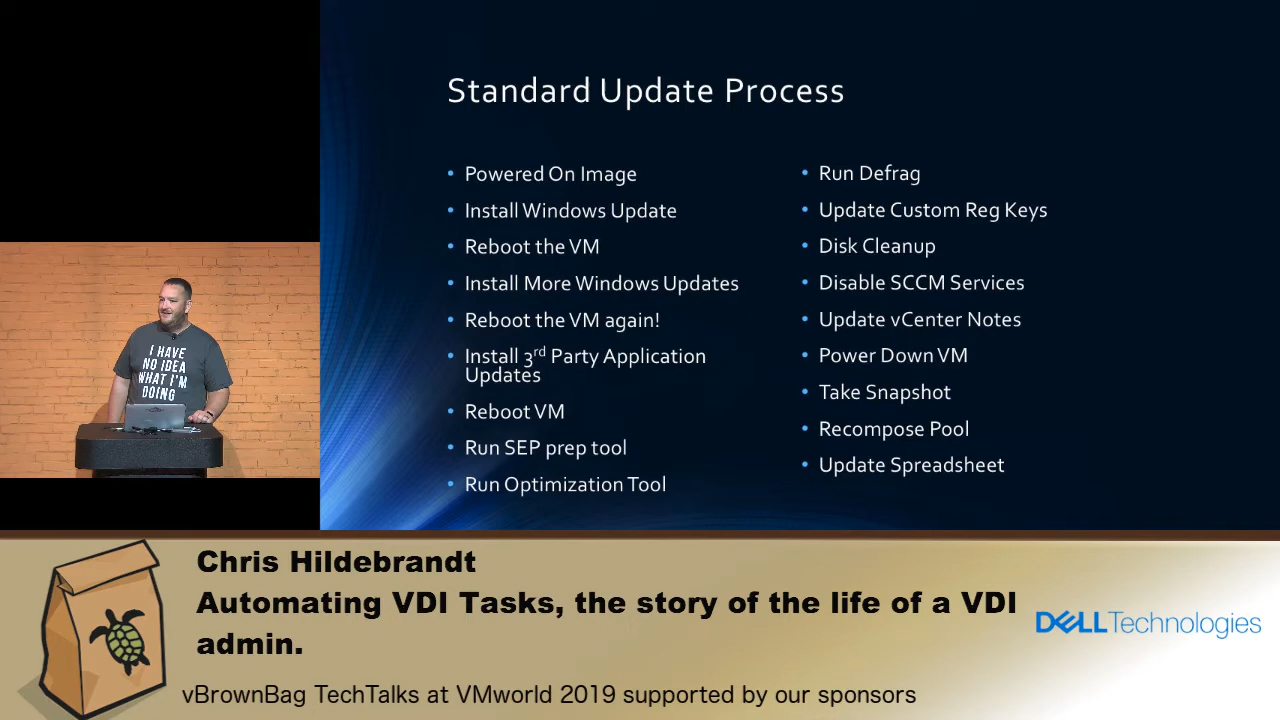 Standard Update Process
• Powered On Image
• Install Windows Update
• Reboot the VM
• Install More Windows Updates
• Reboot the VM again!
• Install 3rd Party Application
Updates
• Reboot VM
• Run SEP prep tool
• Run Optimization Tool
• Run Defrag
• Update Custom Reg Keys
• Disk Cleanup
• Disable SCCM Services
• Update vCenter Notes
• Power Down VM
• Take Snapshot
• Recompose Pool
• Update Spreadsheet
I HAVE
NO IDEA
WHAT I'M
DOING
Chris Hildebrandt
Automating VDI Tasks, the story of the life of a VDI
admin.
DELL Technologies
vBrownBag TechTalks at VMworld 2019 supported by our sponsors